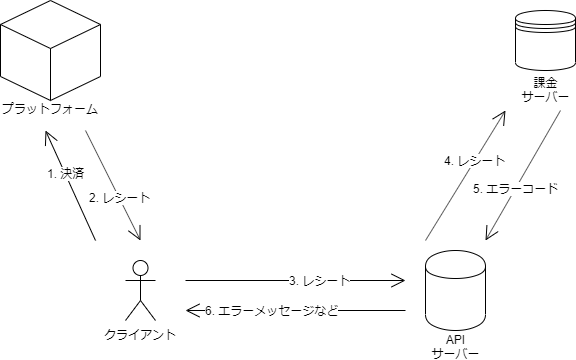 課金
サーバー
プラットフォーム
4. レシート
1. 決済
5. エラーコード
2. レシート
3. レシート
6. エラーメッセージなど
クライアント
API
サーバー